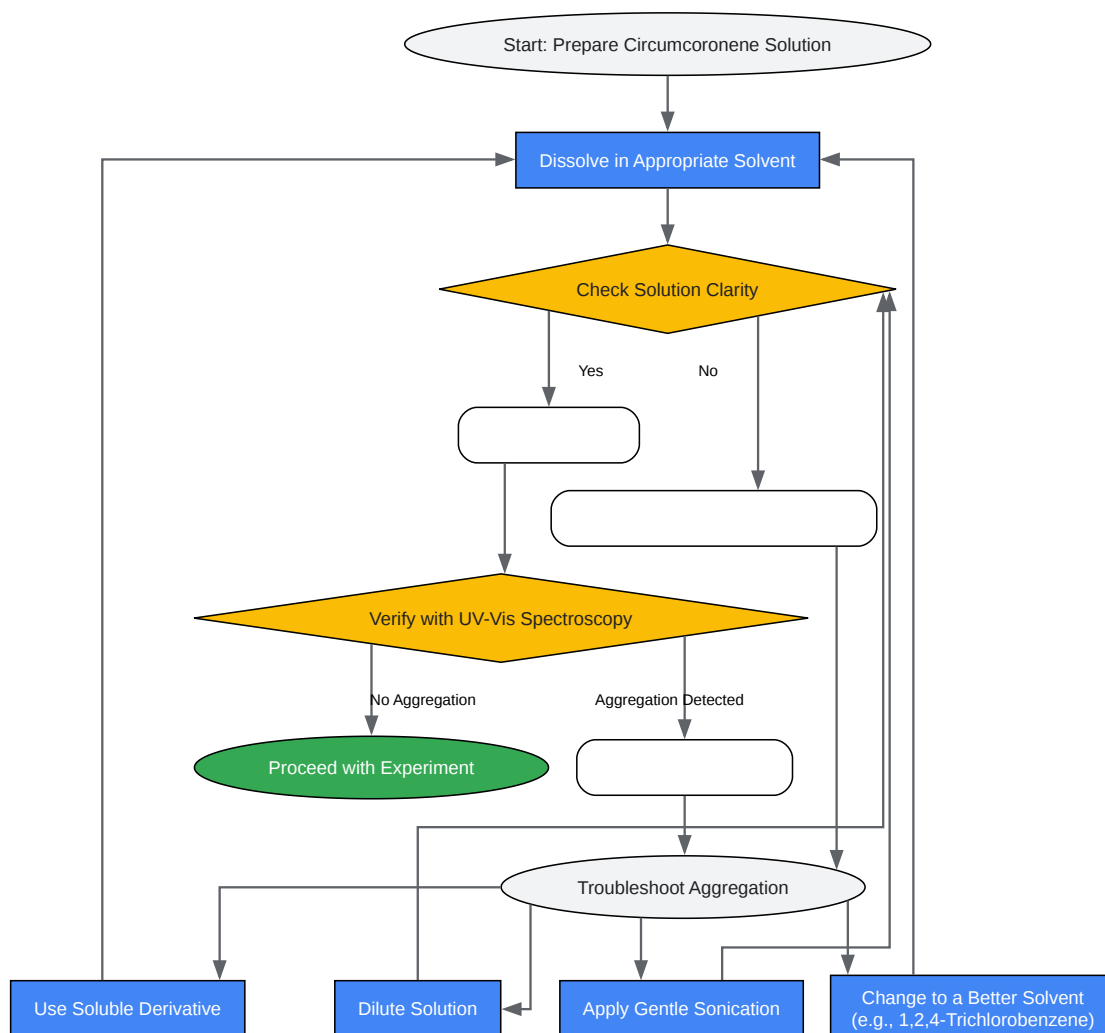 Start: Prepare Circumcoronene Solution
Dissolve in Appropriate Solvent
Check Solution Clarity
Yes
No
Verify with UV-Vis Spectroscopy
No Aggregation
Aggregation Detected
Proceed with Experiment
Troubleshoot Aggregation
Use Soluble Derivative
Dilute Solution
Apply Gentle Sonication
Change to a Better Solvent
(e.g., 1,2,4-Trichlorobenzene)